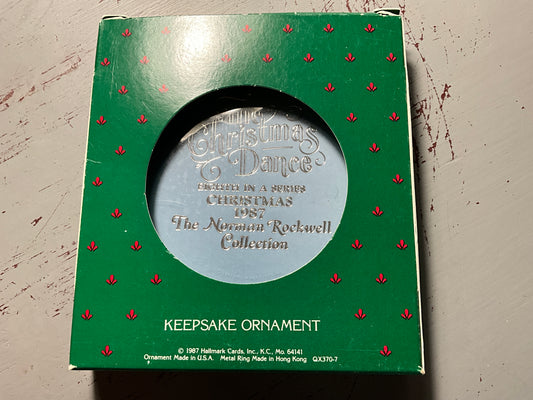 The
Christmas
Dance
EIGHTH IN A SERIES
CHRISTMAS
1987
The Norman Rockwell
Collection
KEEPSAKE ORNAMENT
© 1987 Hallmark Cards, Inc., K.C., Mo. 64141
Ornament Made in U.S.A. Metal Ring Made in Hong Kong QX370-7